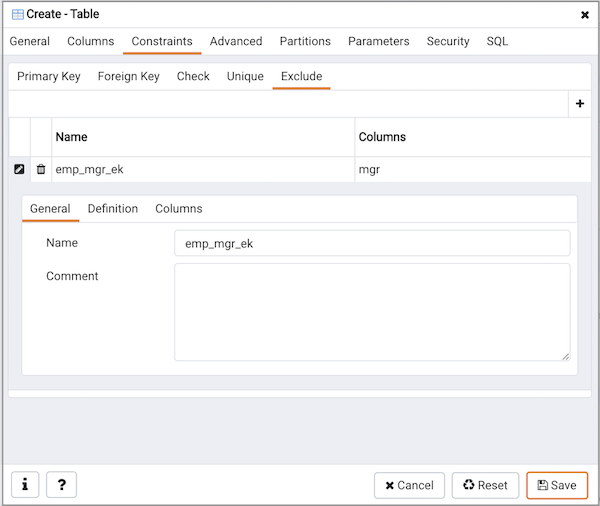 Create - Table
General Columns Constraints Advanced Partitions Parameters Security SQL
Primary Key Foreign Key Check Unique Exclude
Name Columns
emp_mgr_ek mgr
General Definition Columns
Name emp_mgr_ek
Comment
i ? Cancel Reset Save